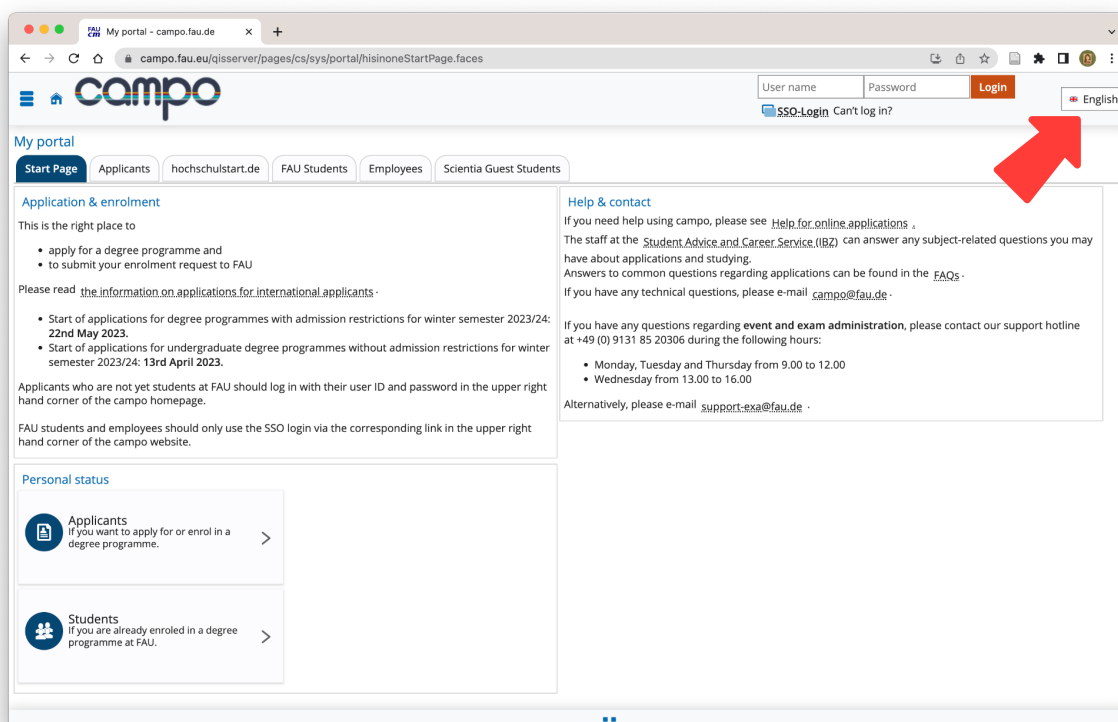 FAU cm My portal - campo.fau.de
campo.fau.eu/qisserver/pages/cs/sys/portal/hisinoneStartPage.faces
campo
User name Password Login
English
SSO-Login Can't log in?
My portal
Start Page Applicants hochschulstart.de FAU Students Employees Scientia Guest Students
Application & enrolment
This is the right place to
• apply for a degree programme and
• to submit your enrolment request to FAU
Please read the information on applications for international applicants.
• Start of applications for degree programmes with admission restrictions for winter semester 2023/24:
22nd May 2023.
• Start of applications for undergraduate degree programmes without admission restrictions for winter
semester 2023/24: 13rd April 2023.
Applicants who are not yet students at FAU should log in with their user ID and password in the upper right
hand corner of the campo homepage.
FAU students and employees should only use the SSO login via the corresponding link in the upper right
hand corner of the campo website.
Help & contact
If you need help using campo, please see Help for online applications .
The staff at the Student Advice and Career Service (IBZ) can answer any subject-related questions you may
have about applications and studying.
Answers to common questions regarding applications can be found in the FAQs.
If you have any technical questions, please e-mail campo@fau.de.
If you have any questions regarding event and exam administration, please contact our support hotline
at +49 (0) 9131 85 20306 during the following hours:
• Monday, Tuesday and Thursday from 9.00 to 12.00
• Wednesday from 13.00 to 16.00
Alternatively, please e-mail support-exa@fau.de .
Personal status
Applicants
If you want to apply for or enrol in a
degree programme.
Students
If you are already enroled in a degree
programme at FAU.